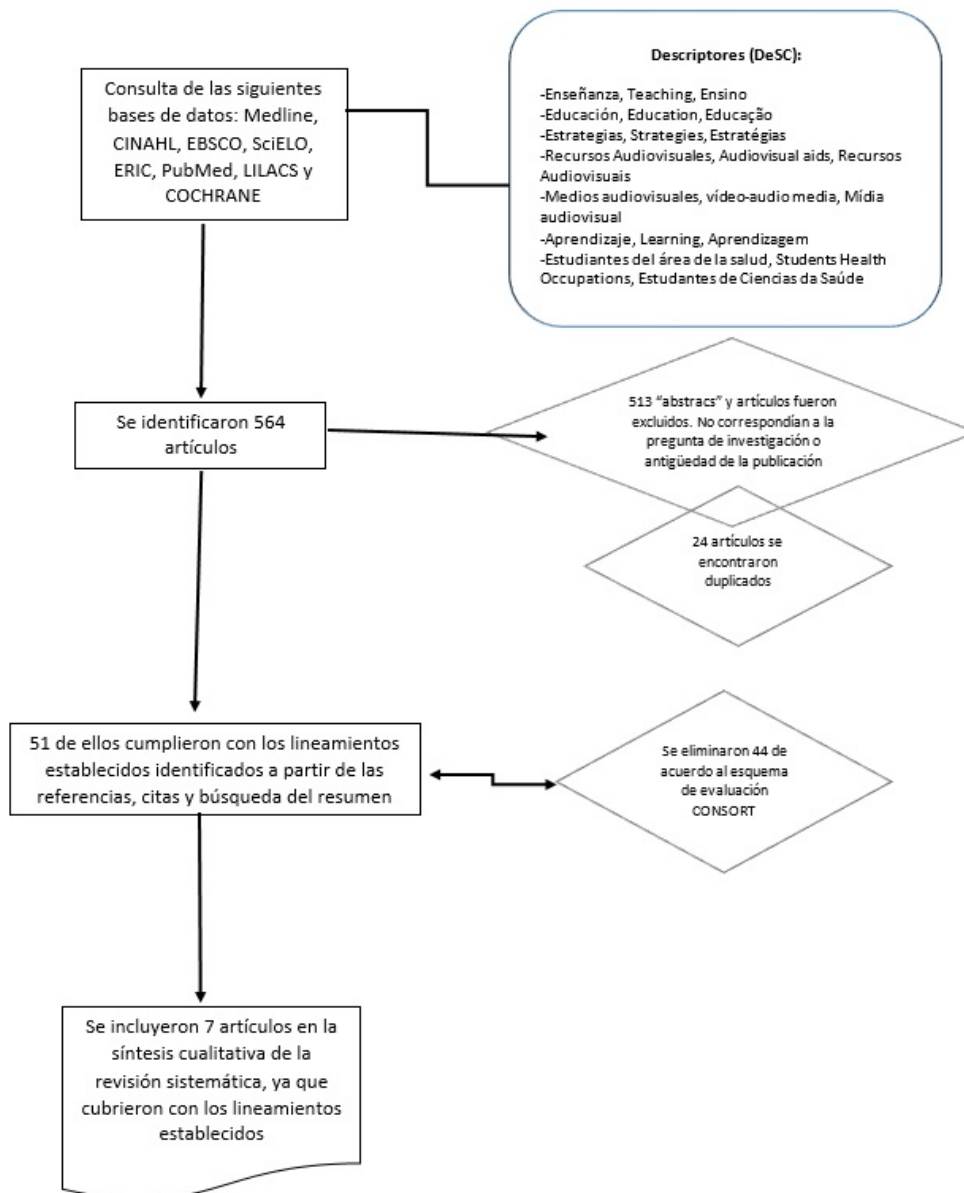 Consulta de las siguientes
bases de datos: Medline,
CINAHL, EBSCO, SciELO,
ERIC, PubMed, LILACS y
COCHRANE
Descriptores (DeSC):
-Enseñanza, Teaching, Ensino
-Educación, Education, Educação
-Estrategias, Strategies, Estratégias
-Recursos Audiovisuales, Audiovisual aids, Recursos
Audiovisuais
-Medios audiovisuales, vídeo-audio media, Mídia
audiovisual
-Aprendizaje, Learning, Aprendizagem
-Estudiantes del área de la salud, Students Health
Occupations, Estudantes de Ciencias da Saúde
Se identificaron 564
artículos
513 “abstracs” y artículos fueron
excluidos. No correspondían a la
pregunta de investigación o
antigüedad de la publicación
24 artículos se
encontraron
duplicados
51 de ellos cumplieron con los lineamientos
establecidos identificados a partir de las
referencias, citas y búsqueda del resumen
Se eliminaron 44 de
acuerdo al esquema
de evaluación
CONSORT
Se incluyeron 7 artículos en la
síntesis cualitativa de la
revisión sistemática, ya que
cubrieron con los lineamientos
establecidos